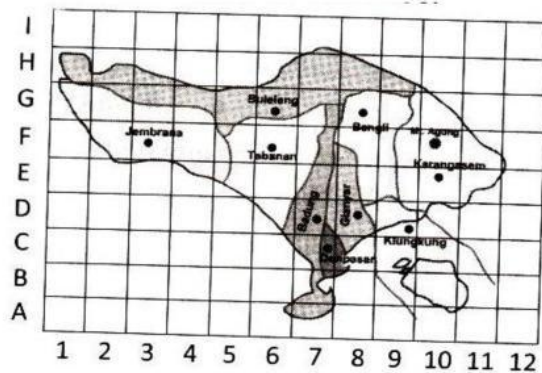 I
H
G
F
E
D
C
B
A
Buleleng
Jembrana
Tabanan
Bangli
Mt. Agung
Karangasem
Badung
Gianyar
Klungkung
Denpasar
1 2 3 4 5 6 7 8 9 10 11 12